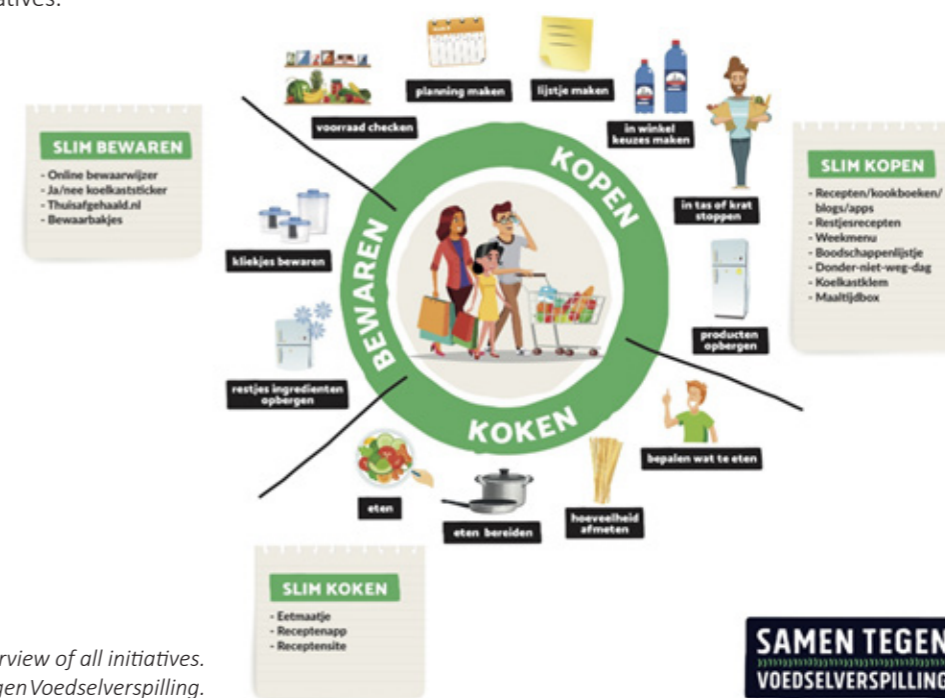 atives.
voorraad checken
planning maken
lijstje maken
in winkel
keuzes maken
in tas of krat
stoppen
producten
opbergen
bepalen wat te eten
hoeveelheid
afmeten
eten bereiden
eten
restjes ingredienten
opbergen
kliekjes bewaren
KOPEN
KOKEN
BEWAREN
SLIM BEWAREN
- Online bewaarwijzer
- Ja/nee koelkaststicker
- Thuisafgehaald.nl
- Bewaarbakjes
SLIM KOPEN
- Recepten/kookboeken/
blogs/apps
- Restjesrecepten
- Weekmenu
- Boodschappenlijstje
- Donder-niet-weg-dag
- Koelkastklem
- Maaltijdbox
SLIM KOKEN
- Eetmaatje
- Receptenapp
- Receptensite
rview of all initiatives.
gen Voedselverspilling.
SAMEN TEGEN
VOEDSELVERSPILLING